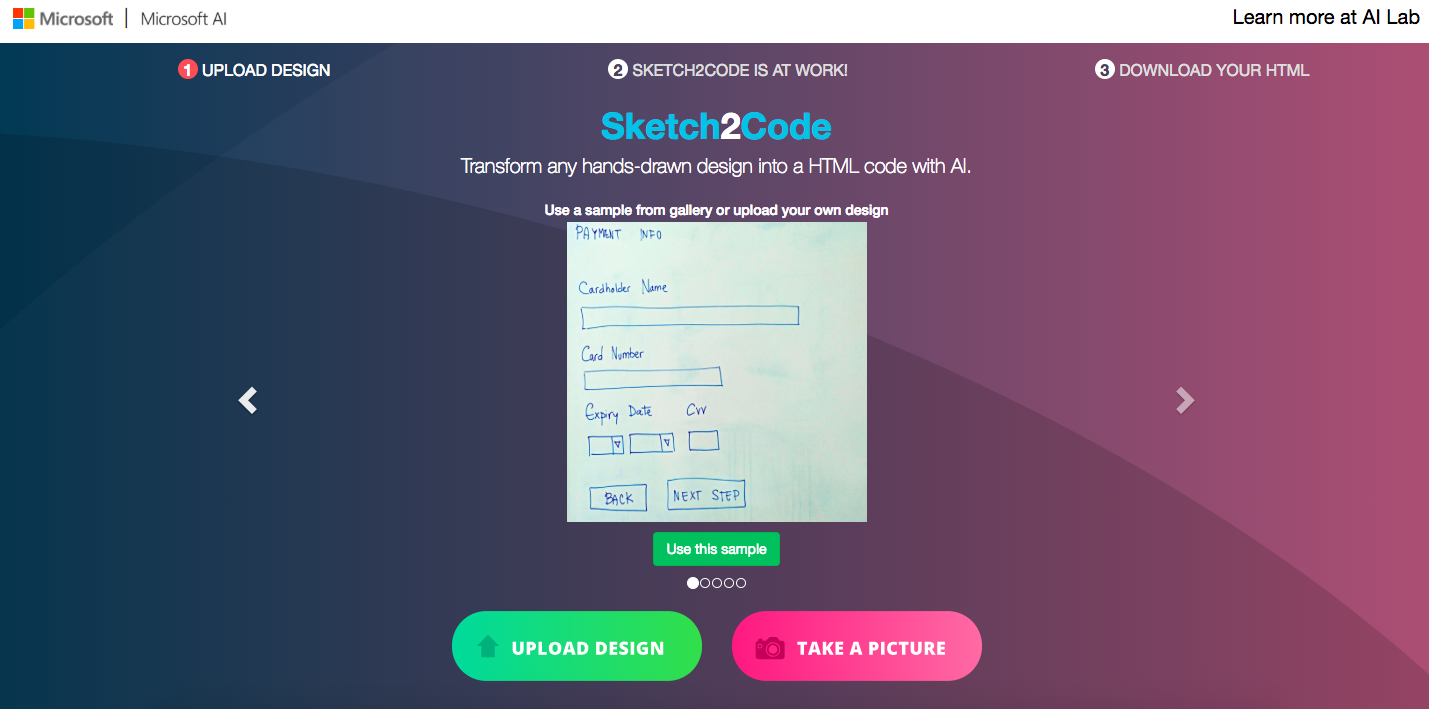 Microsoft | Microsoft AI
Learn more at AI Lab
1 UPLOAD DESIGN
2 SKETCH2CODE IS AT WORK!
3 DOWNLOAD YOUR HTML
Sketch2Code
Transform any hands-drawn design into a HTML code with AI.
Use a sample from gallery or upload your own design
PAYMENT INFO
Cardholder Name
Card Number
Expiry Date CVV
BACK NEXT STEP
Use this sample
UPLOAD DESIGN
TAKE A PICTURE